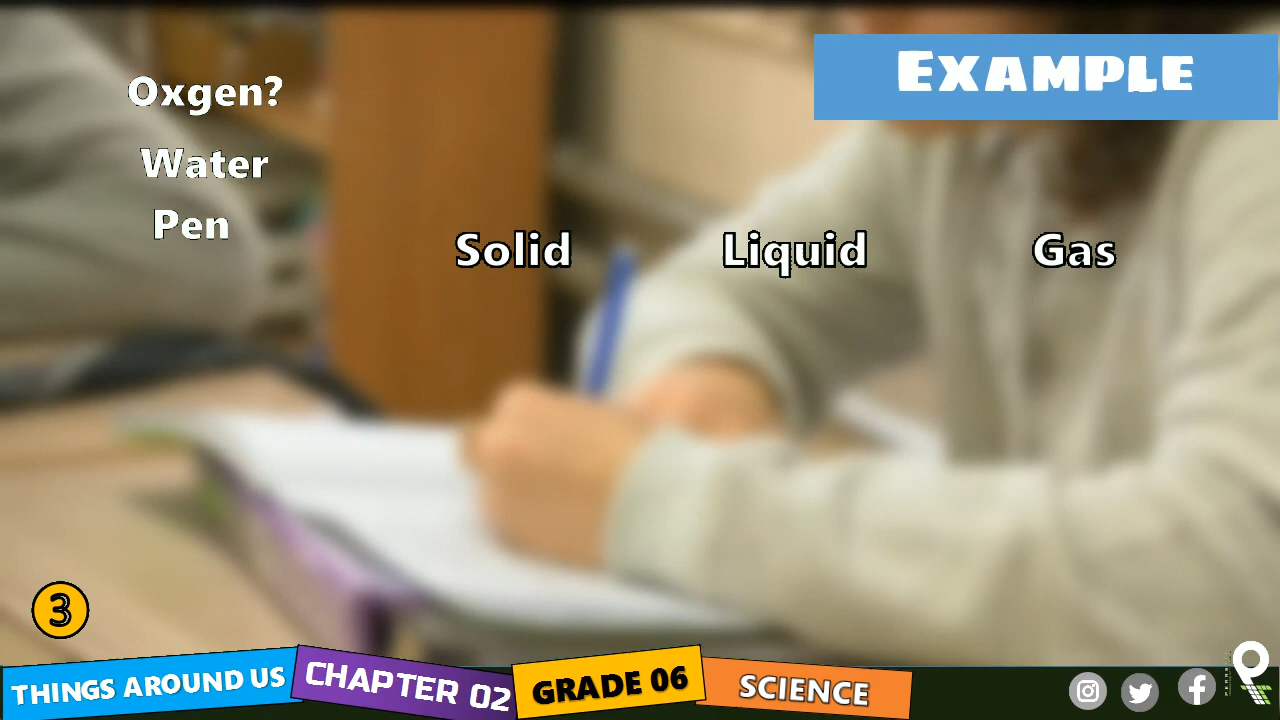 EXAMPLE
Oxgen?
Water
Pen
Solid Liquid Gas
3
THINGS AROUND US CHAPTER 02 GRADE 06 SCIENCE